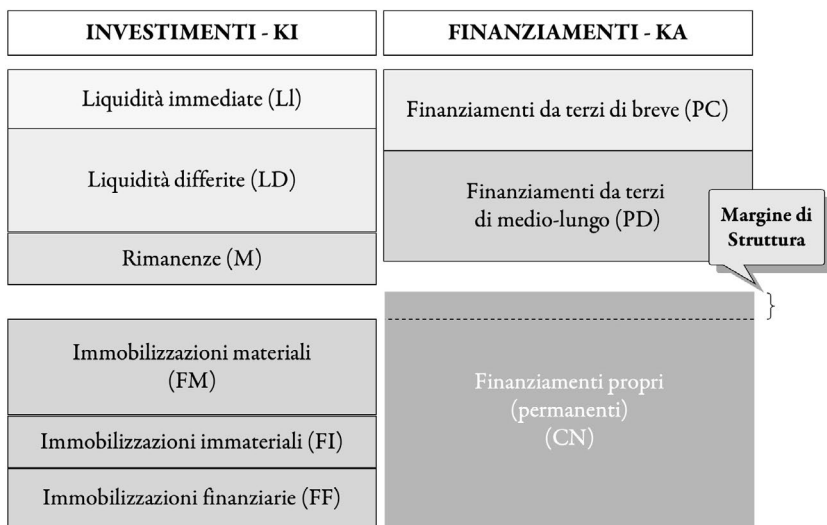 INVESTIMENTI - KI
FINANZIAMENTI - KA
Liquidità immediate (Ll)
Liquidità differite (LD)
Rimanenze (M)
Finanziamenti da terzi di breve (PC)
Finanziamenti da terzi
di medio-lungo (PD)
Margine di
Struttura
Immobilizzazioni materiali
(FM)
Immobilizzazioni immateriali (FI)
Immobilizzazioni finanziarie (FF)
Finanziamenti propri
(permanenti)
(CN)